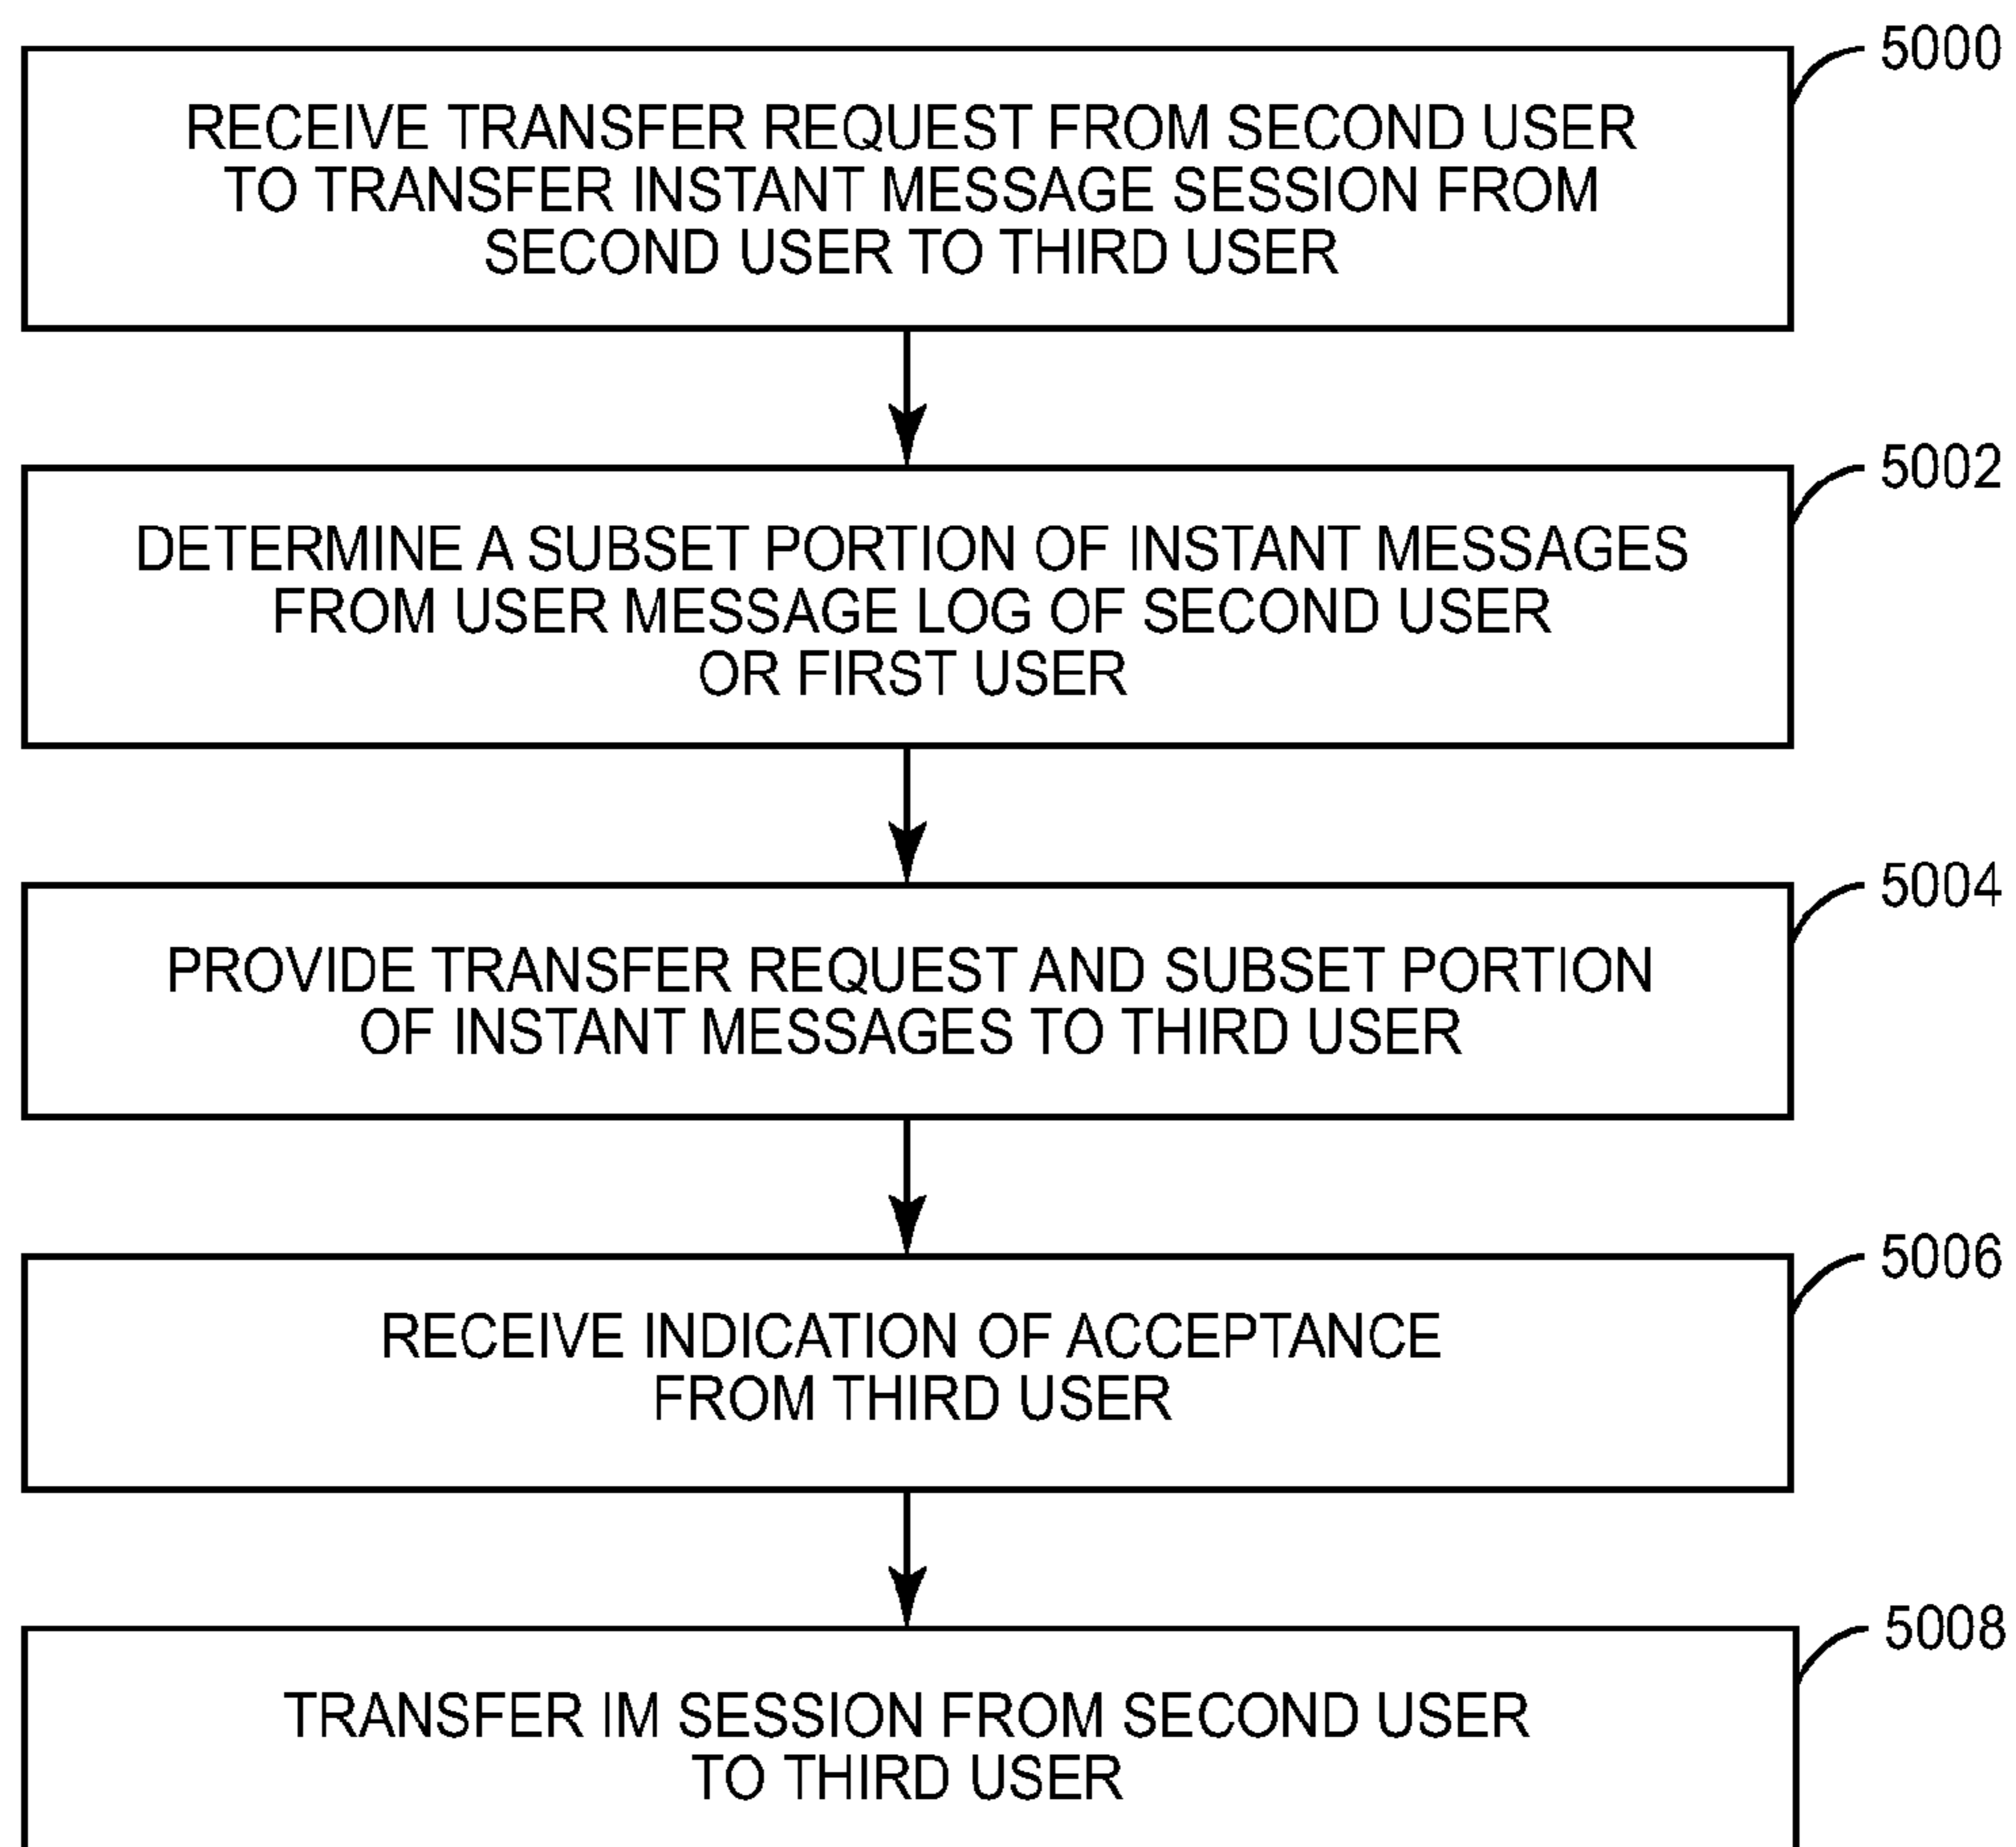 5000
RECEIVE TRANSFER REQUEST FROM SECOND USER
TO TRANSFER INSTANT MESSAGE SESSION FROM
SECOND USER TO THIRD USER
5002
DETERMINE A SUBSET PORTION OF INSTANT MESSAGES
FROM USER MESSAGE LOG OF SECOND USER
OR FIRST USER
5004
PROVIDE TRANSFER REQUEST AND SUBSET PORTION
OF INSTANT MESSAGES TO THIRD USER
5006
RECEIVE INDICATION OF ACCEPTANCE
FROM THIRD USER
5008
TRANSFER IM SESSION FROM SECOND USER
TO THIRD USER